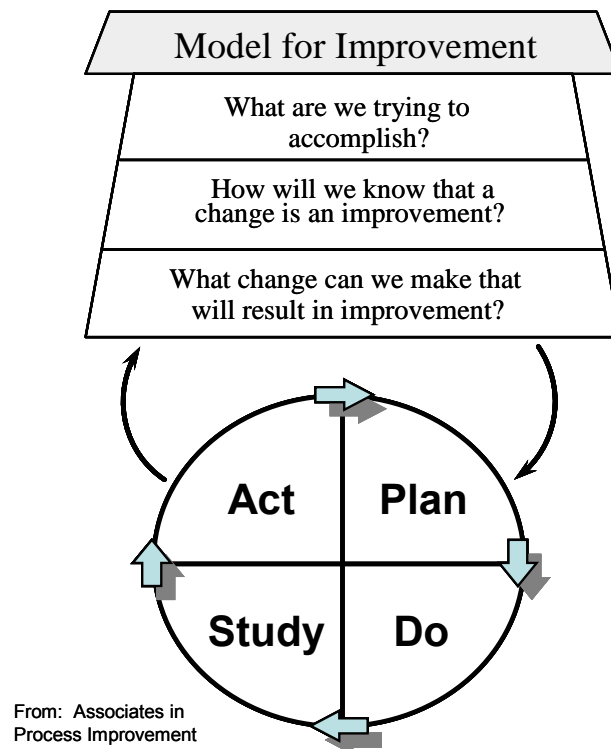 Model for Improvement
What are we trying to
accomplish?
How will we know that a
change is an improvement?
What change can we make that
will result in improvement?
Act
Plan
Study
Do
From:  Associates in
Process Improvement